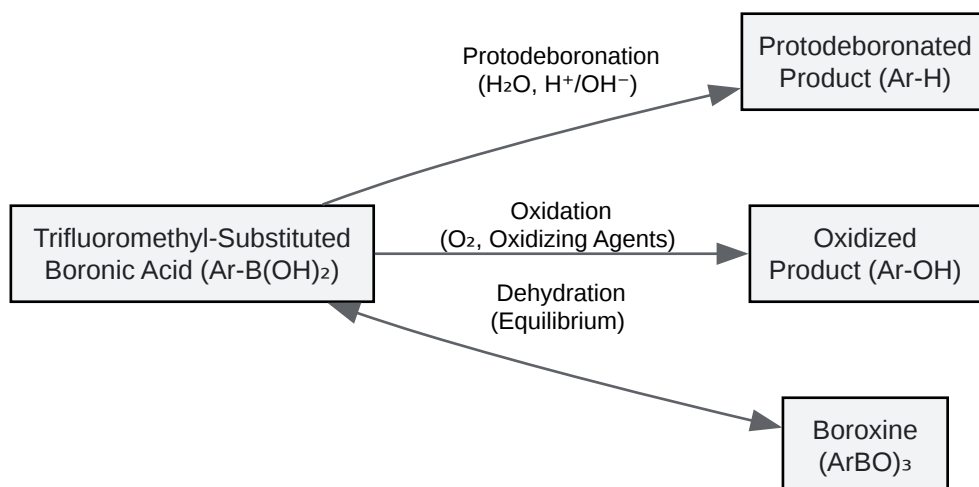 Protodeboronation
(H₂O, H⁺/OH⁻)
Protodeboronated
Product (Ar-H)
Trifluoromethyl-Substituted
Boronic Acid (Ar-B(OH)₂)
Oxidation
(O₂, Oxidizing Agents)
Oxidized
Product (Ar-OH)
Dehydration
(Equilibrium)
Boroxine
(ArBO)₃